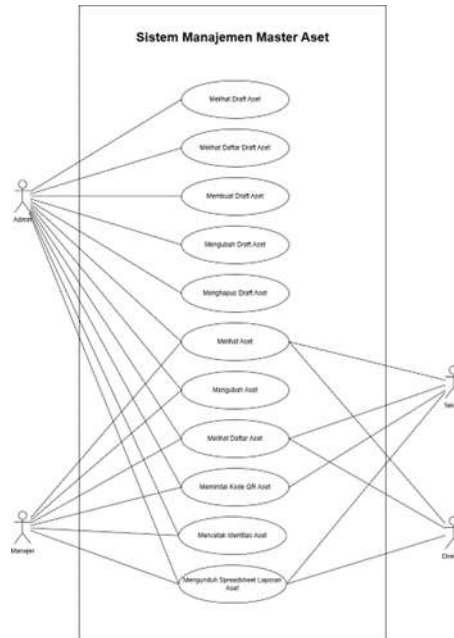 Sistem Manajemen Master Aset
Melihat Draft Aset
Melihat Daftar Draft Aset
Membuat Draft Aset
Admin
Mengubah Draft Aset
Menghapus Draft Aset
Melihat Aset
Mengubah Aset
Melihat Daftar Aset
Memindai Kode QR Aset
Manajer
Mencetak Identitas Aset
Mengunduh Spreadsheet Laporan
Aset